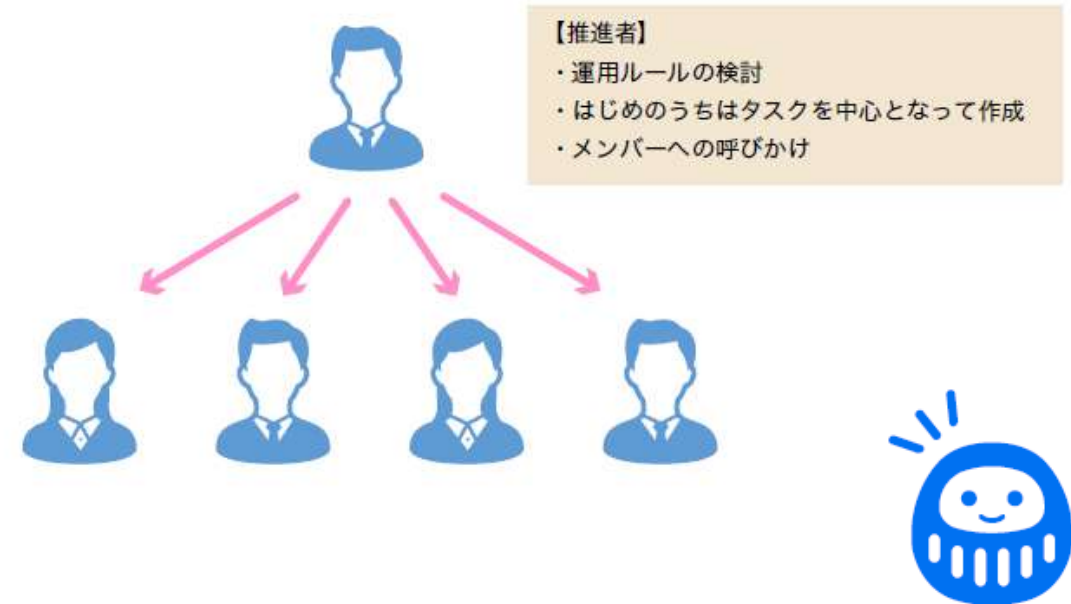 【推進者】
・運用ルールの検討
・はじめのうちはタスクを中心となって作成
・メンバーへの呼びかけ